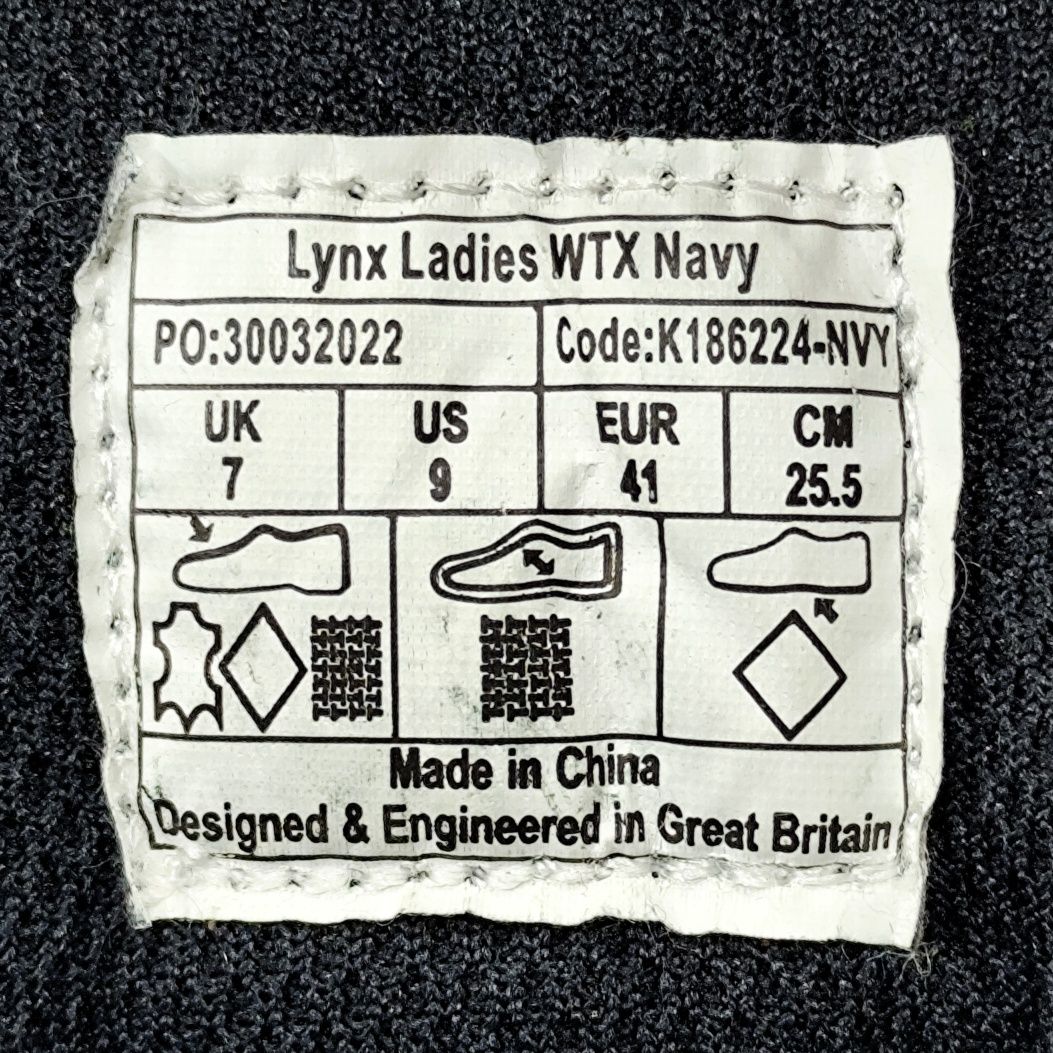 Lynx Ladies WTX Navy
PO:30032022 Code:K186224-NVY
UK US EUR CM
7 9 41 25.5
Made in China
Designed & Engineered in Great Britain